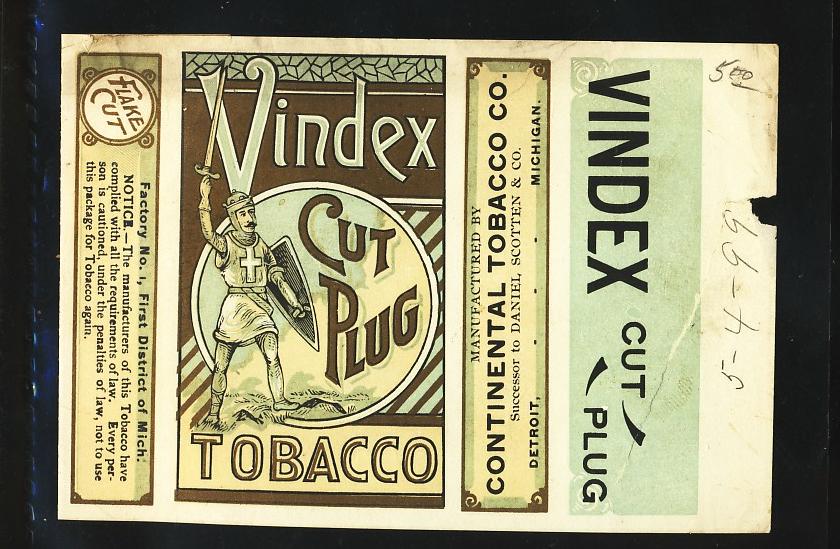 FLAKE
CUT
Factory No. 1, First District of Mich.
NOTICE.—The manufacturers of this Tobacco have
complied with all the requirements of law. Every per-
son is cautioned, under the penalties of law, not to use
this package for Tobacco again.
Vindex
CUT
PLUG
TOBACCO
MANUFACTURED BY
CONTINENTAL TOBACCO CO.
Successor to DANIEL SCOTTEN & CO.
DETROIT, - - - - MICHIGAN.
VINDEX CUT PLUG
5.00
5-4-99